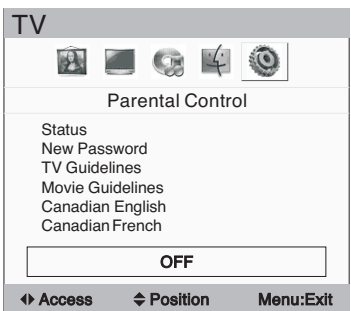 TV
Parental Control
Status
New Password
TV Guidelines
Movie Guidelines
Canadian English
Canadian French
OFF
Access Position Menu:Exit